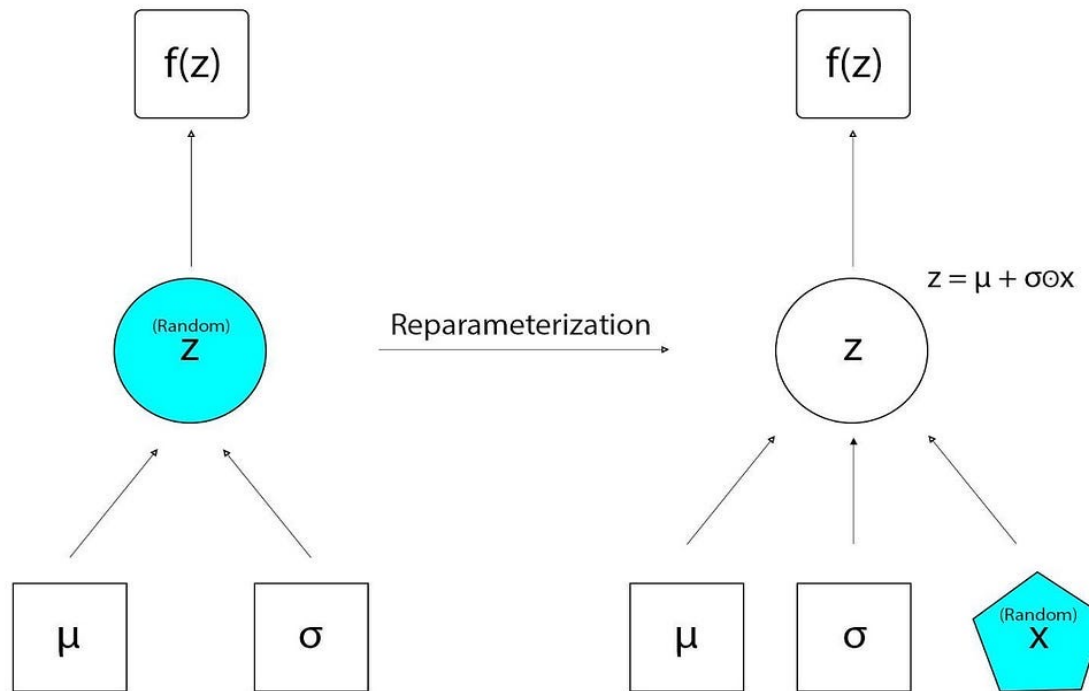 f(z)
f(z)
z = μ + σ⊙x
(Random)
z
Reparameterization
z
μ
σ
μ
σ
(Random)
x